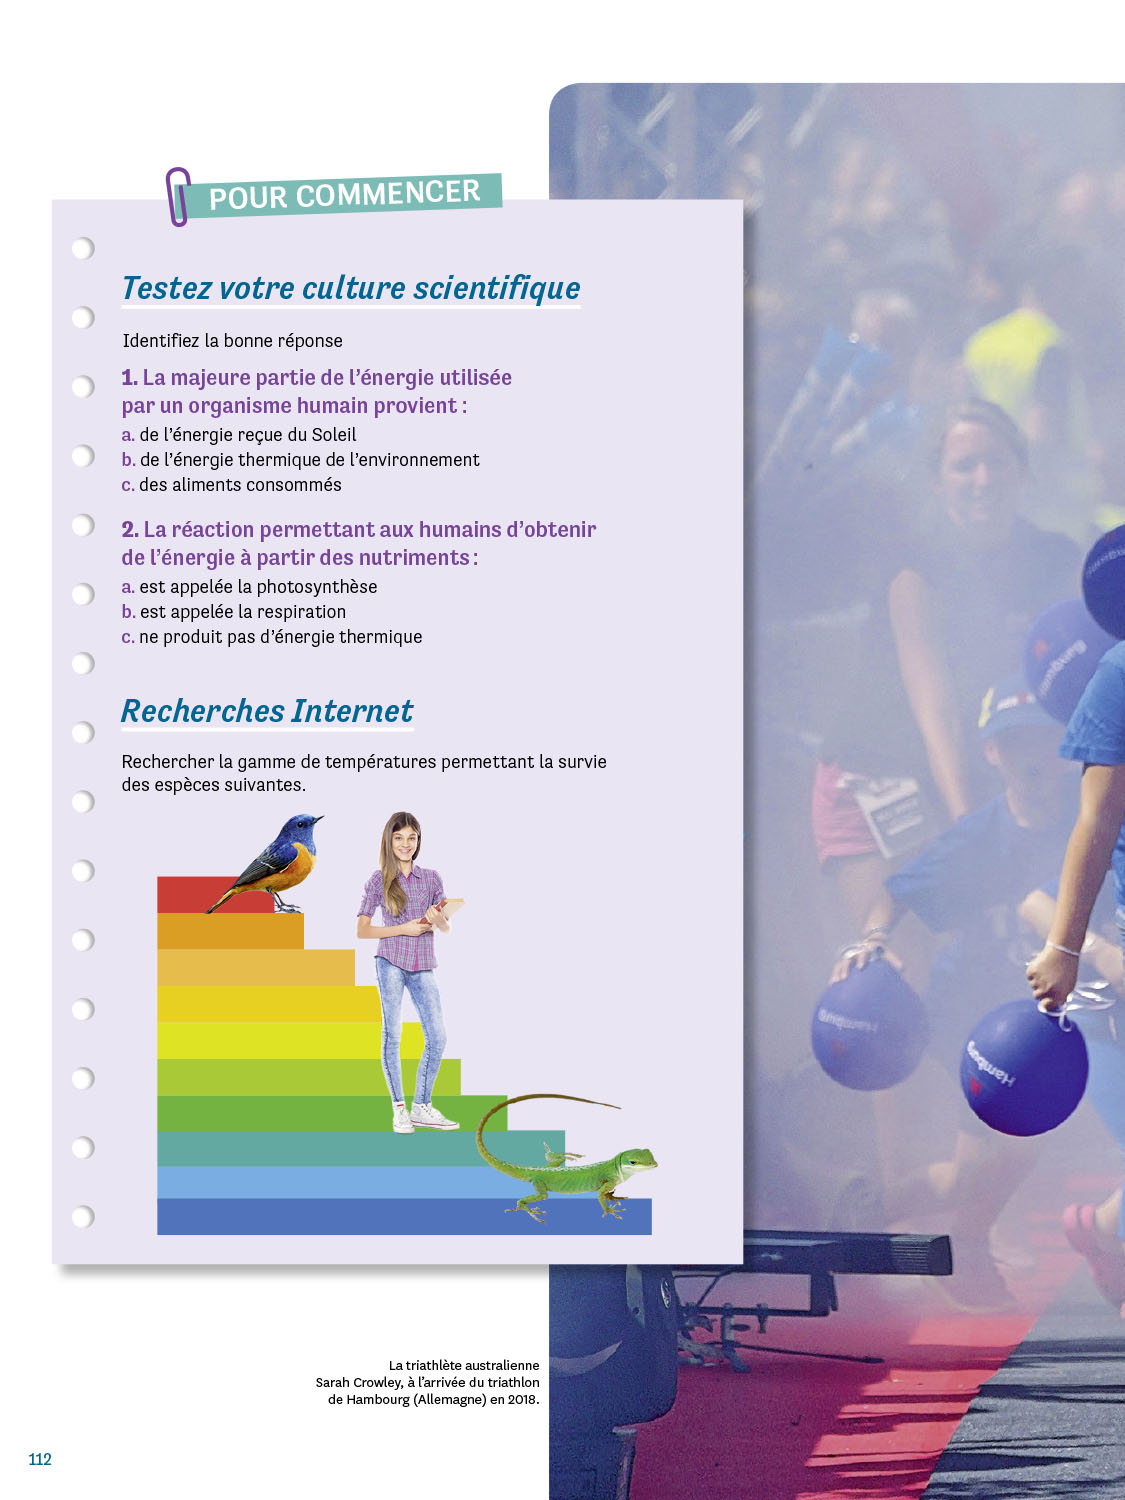 POUR COMMENCER
Testez votre culture scientifique
Identifiez la bonne réponse
1. La majeure partie de l’énergie utilisée
par un organisme humain provient :
a. de l’énergie reçue du Soleil
b. de l’énergie thermique de l’environnement
c. des aliments consommés
2. La réaction permettant aux humains d’obtenir
de l’énergie à partir des nutriments :
a. est appelée la photosynthèse
b. est appelée la respiration
c. ne produit pas d’énergie thermique
Recherches Internet
Rechercher la gamme de températures permettant la survie
des espèces suivantes.
Hamburg
Hamburg
Hamburg
La triathlète australienne
Sarah Crowley, à l’arrivée du triathlon
de Hambourg (Allemagne) en 2018.
112